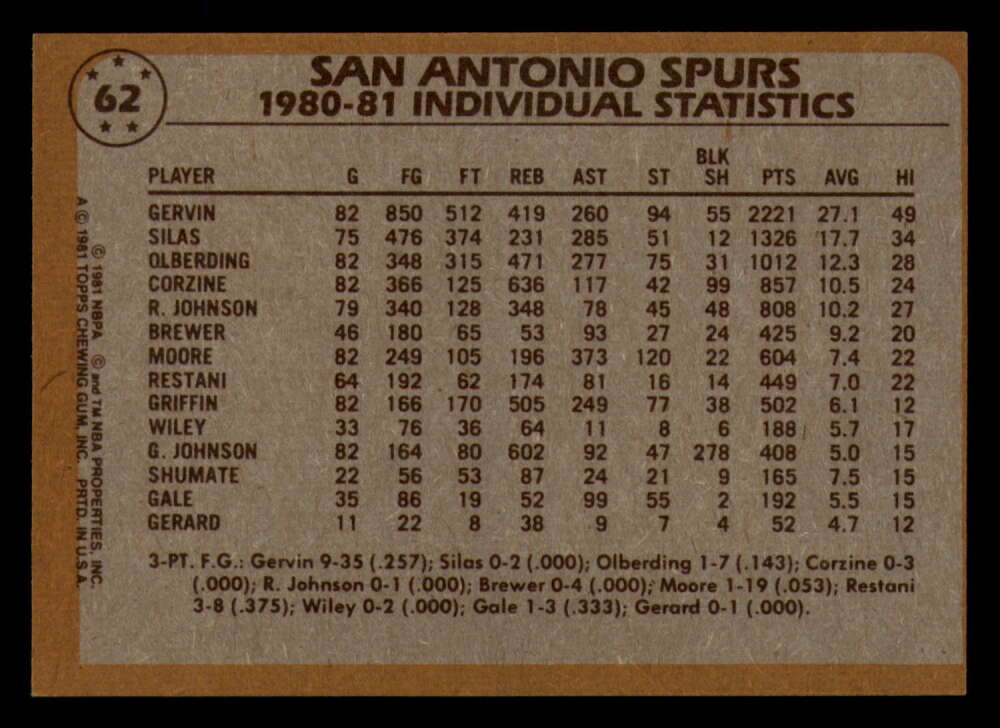 62
SAN ANTONIO SPURS
1980-81 INDIVIDUAL STATISTICS
PLAYER G FG FT REB AST ST BLK SH PTS AVG HI
GERVIN 82 850 512 419 260 94 55 2221 27.1 49
SILAS 75 476 374 231 285 51 12 1326 17.7 34
OLBERDING 82 348 315 471 277 75 31 1012 12.3 28
CORZINE 82 366 125 636 117 42 99 857 10.5 24
R. JOHNSON 79 340 128 348 78 45 48 808 10.2 27
BREWER 46 180 65 53 93 27 24 425 9.2 20
MOORE 82 249 105 196 373 120 22 604 7.4 22
RESTANI 64 192 62 174 81 16 14 449 7.0 22
GRIFFIN 82 166 170 505 249 77 38 502 6.1 12
WILEY 33 76 36 64 11 8 6 188 5.7 17
G. JOHNSON 82 164 80 602 92 47 278 408 5.0 15
SHUMATE 22 56 53 87 24 21 9 165 7.5 15
GALE 35 86 19 52 99 55 2 192 5.5 15
GERARD 11 22 8 38 9 7 4 52 4.7 12
3-PT. F.G.: Gervin 9-35 (.257); Silas 0-2 (.000); Olberding 1-7 (.143); Corzine 0-3
(.000); R. Johnson 0-1 (.000); Brewer 0-4 (.000); Moore 1-19 (.053); Restani
3-8 (.375); Wiley 0-2 (.000); Gale 1-3 (.333); Gerard 0-1 (.000).
© 1981 NBPA © and TM NBA PROPERTIES, INC.
A © 1981 TOPPS CHEWING GUM, INC. PRTD. IN U.S.A.